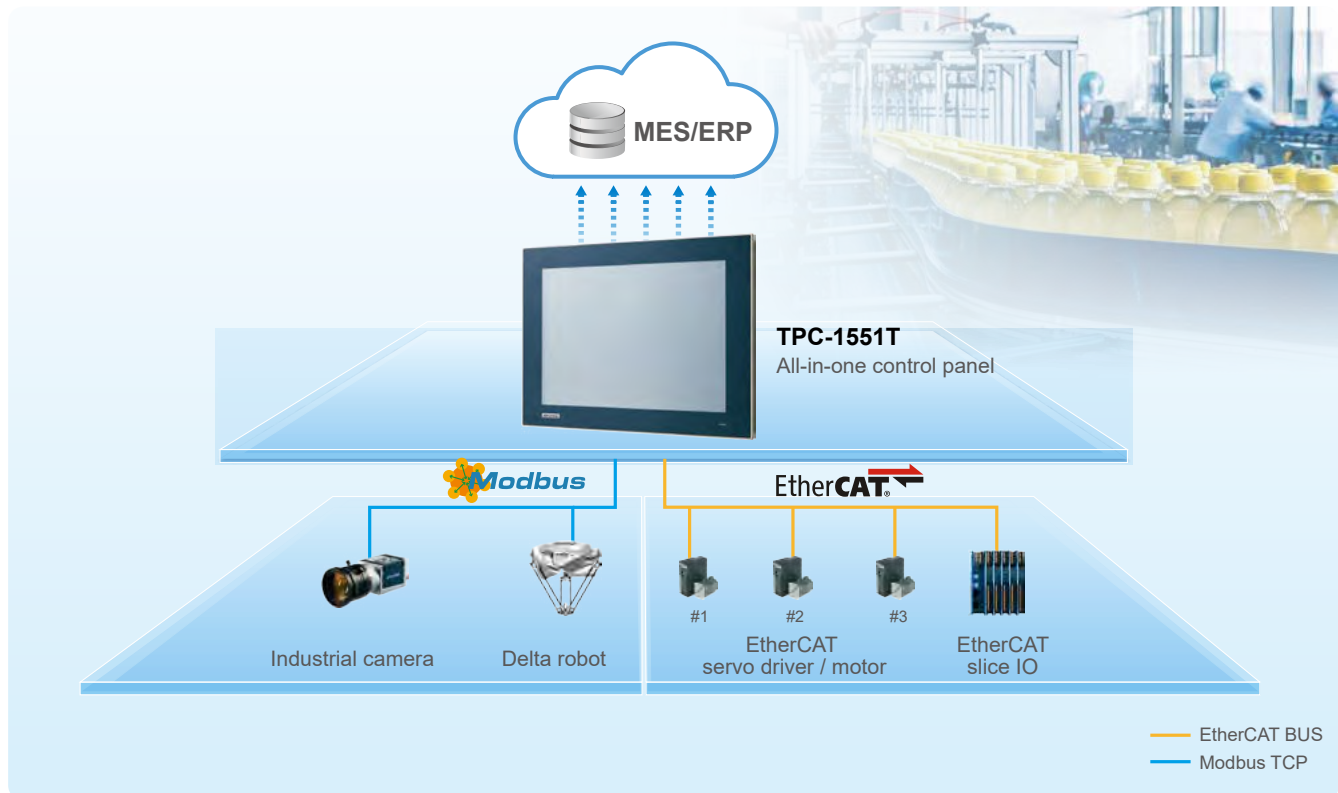 MES/ERP
TPC-1551T
All-in-one control panel
Modbus
EtherCAT®
#1
#2
#3
Industrial camera
Delta robot
EtherCAT
servo driver / motor
EtherCAT
slice IO
EtherCAT BUS
Modbus TCP